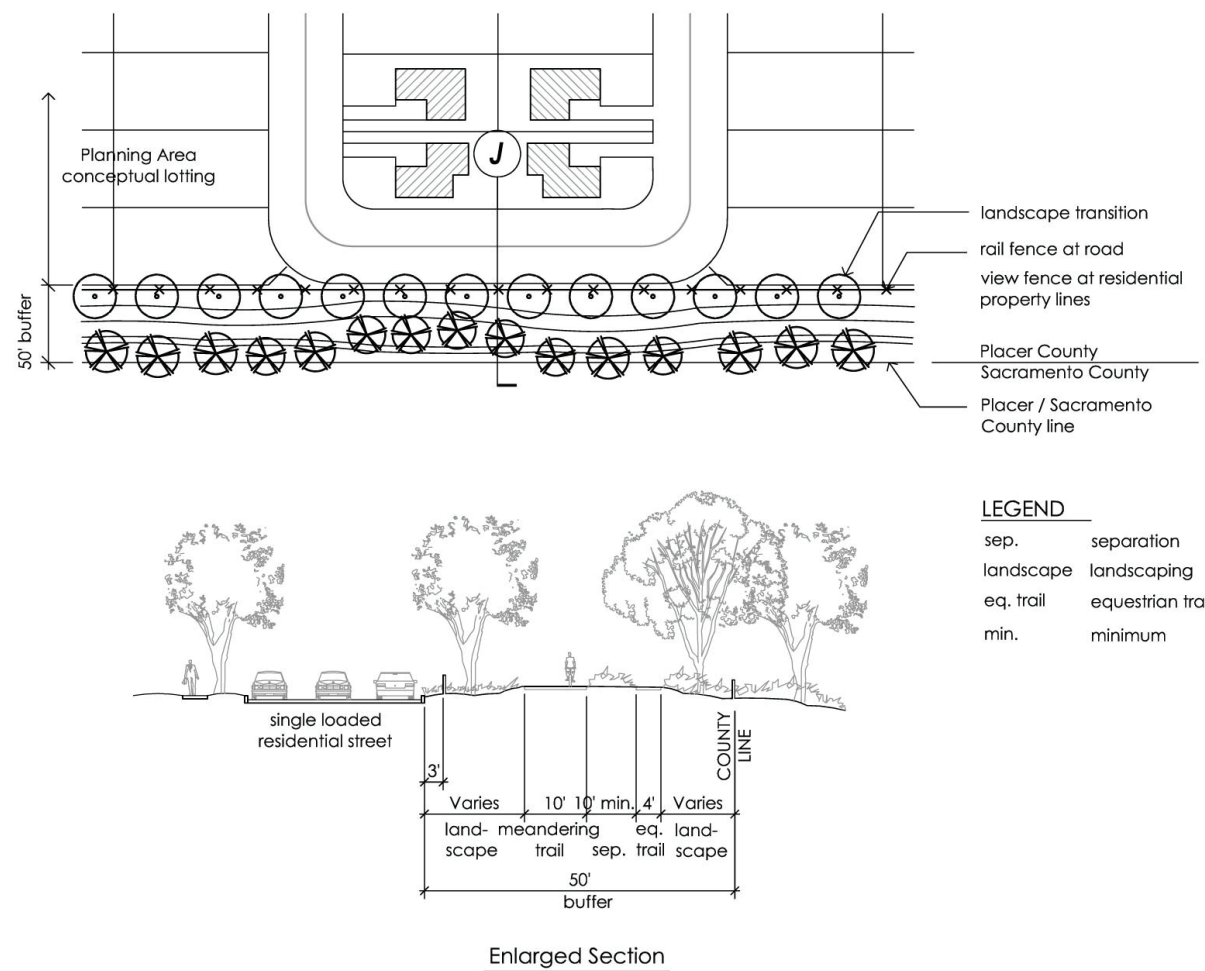 Planning Area
conceptual lotting
J
50' buffer
landscape transition
rail fence at road
view fence at residential
property lines
Placer County
Sacramento County
Placer / Sacramento
County line
LEGEND
sep. separation
landscape landscaping
eq. trail equestrian tra
min. minimum
single loaded
residential street
3'
COUNTY
LINE
Varies 10' 10' min. 4' Varies
land- meandering eq. land-
scape trail sep. trail scape
50'
buffer
Enlarged Section